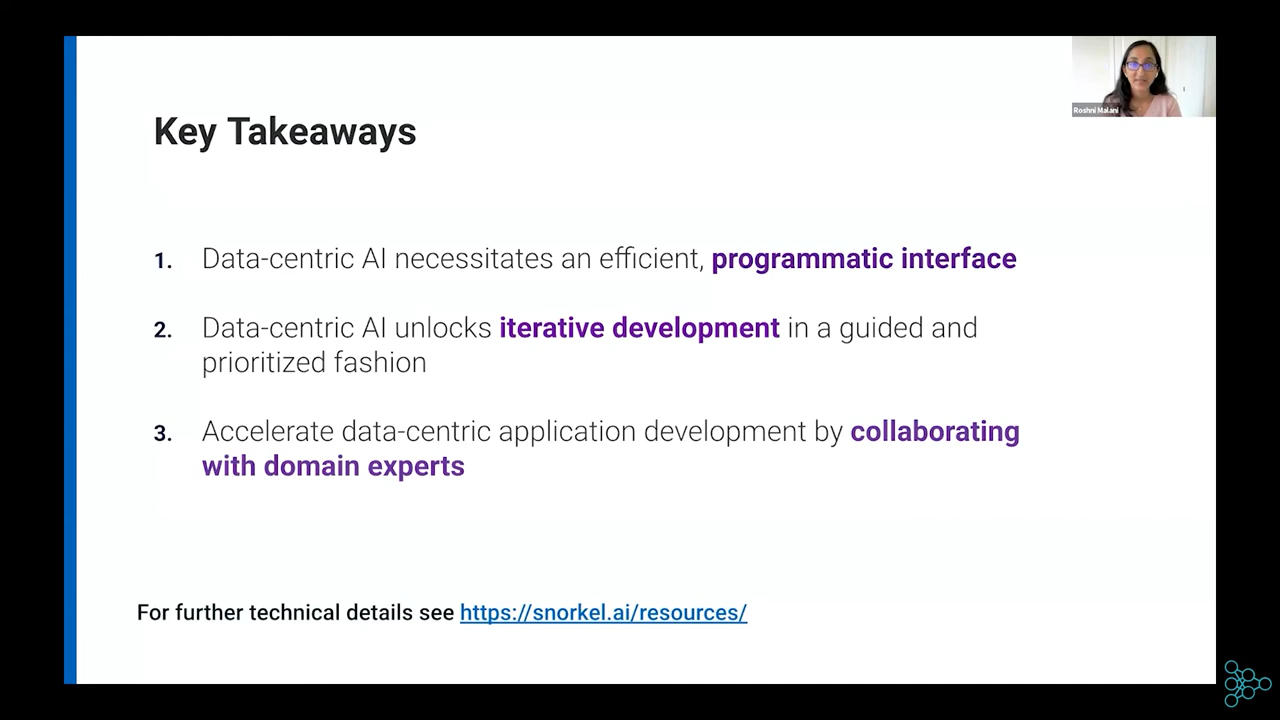 Roshni Malani
Key Takeaways
1. Data-centric AI necessitates an efficient, programmatic interface
2. Data-centric AI unlocks iterative development in a guided and
prioritized fashion
3. Accelerate data-centric application development by collaborating
with domain experts
For further technical details see https://snorkel.ai/resources/